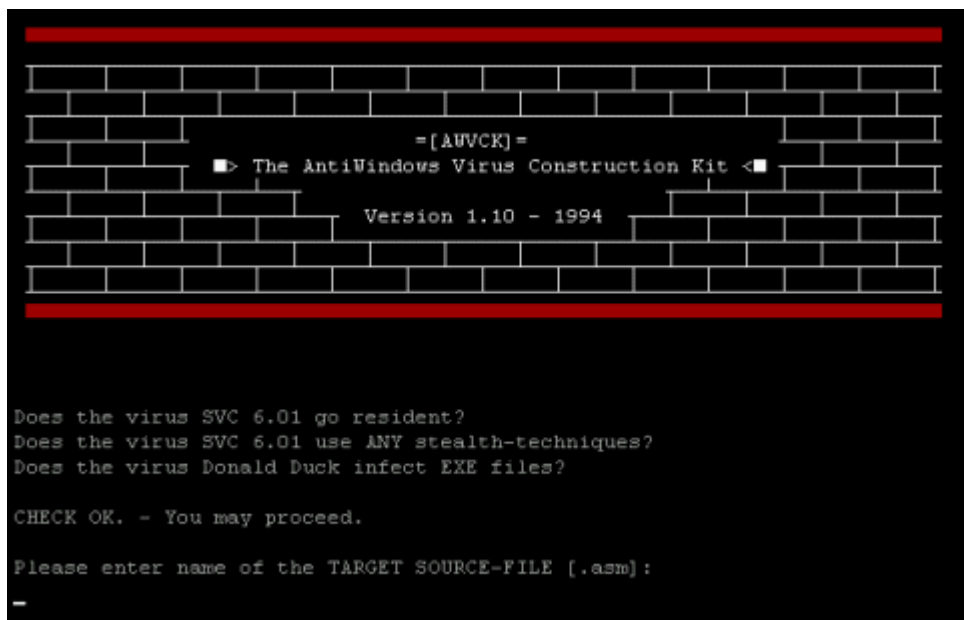 =[AWVCK]=
■> The AntiWindows Virus Construction Kit <■
Version 1.10 - 1994
Does the virus SVC 6.01 go resident?
Does the virus SVC 6.01 use ANY stealth-techniques?
Does the virus Donald Duck infect EXE files?
CHECK OK. - You may proceed.
Please enter name of the TARGET SOURCE-FILE [.asm]: